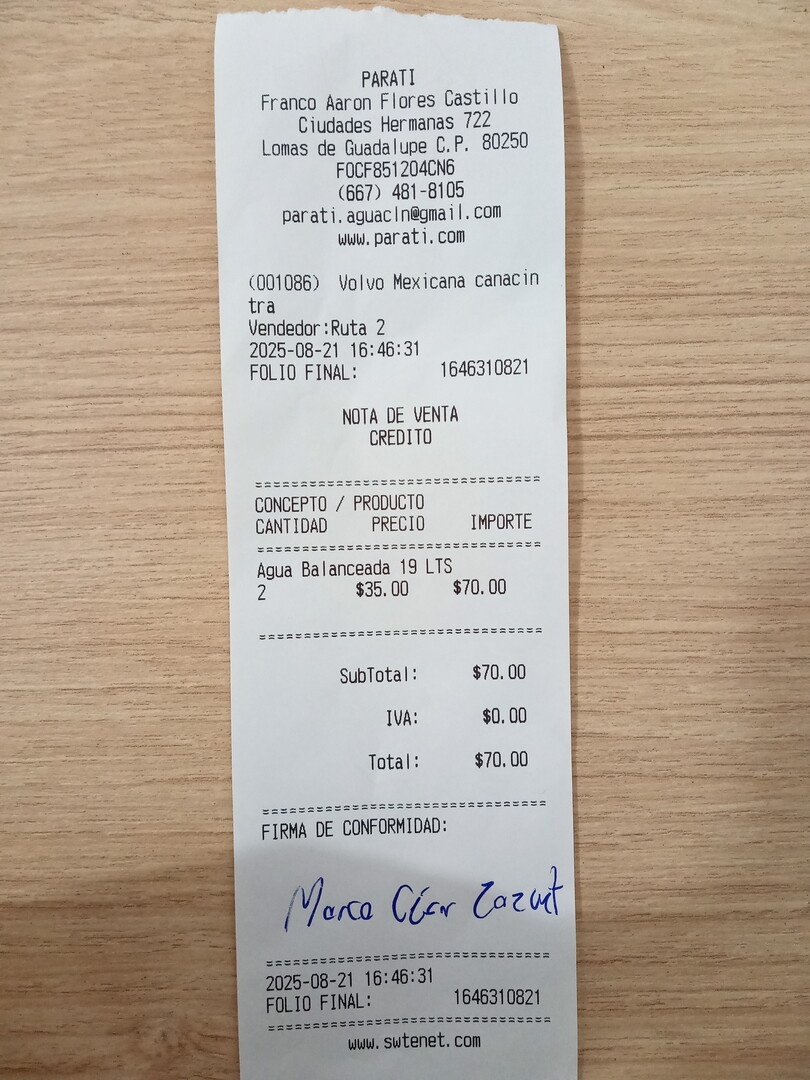 PARATI
Franco Aaron Flores Castillo
Ciudades Hermanas 722
Lomas de Guadalupe C.P. 80250
FOCF851204CN6
(667) 481-8105
parati.aguacln@gmail.com
www.parati.com
(001086) Volvo Mexicana canacin
tra
Vendedor:Ruta 2
2025-08-21 16:46:31
FOLIO FINAL: 1646310821
NOTA DE VENTA
CREDITO
CONCEPTO / PRODUCTO
CANTIDAD PRECIO IMPORTE
Agua Balanceada 19 LTS
2 $35.00 $70.00
SubTotal: $70.00
IVA: $0.00
Total: $70.00
FIRMA DE CONFORMIDAD:
Marco
2025-08-21 16:46:31
FOLIO FINAL: 1646310821
www.swtenet.com